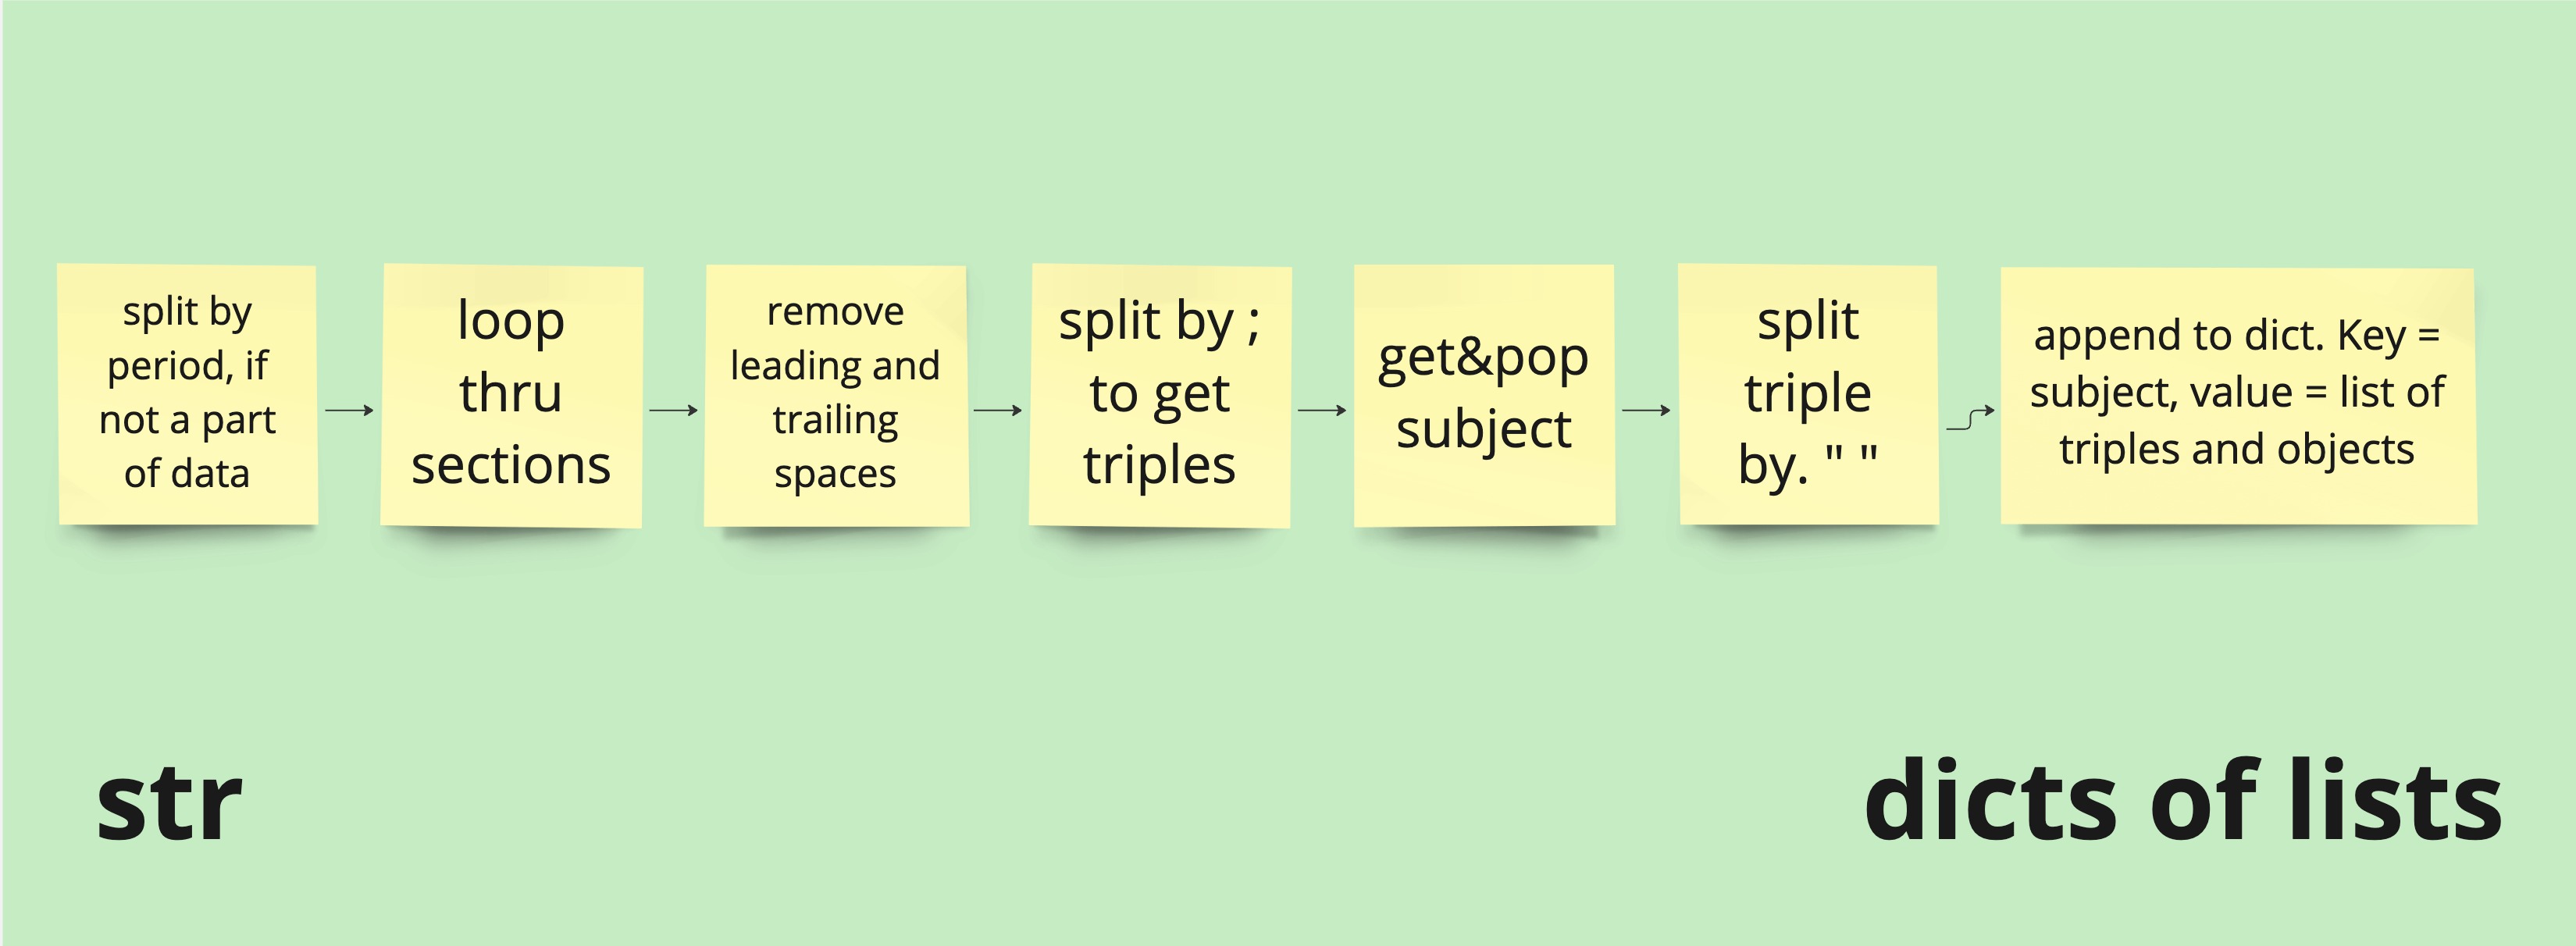 split by
period, if
not a part
of data
loop
thru
sections
remove
leading and
trailing
spaces
split by ;
to get
triples
get&pop
subject
split
triple
by. " "
append to dict. Key =
subject, value = list of
triples and objects
str
dicts of lists